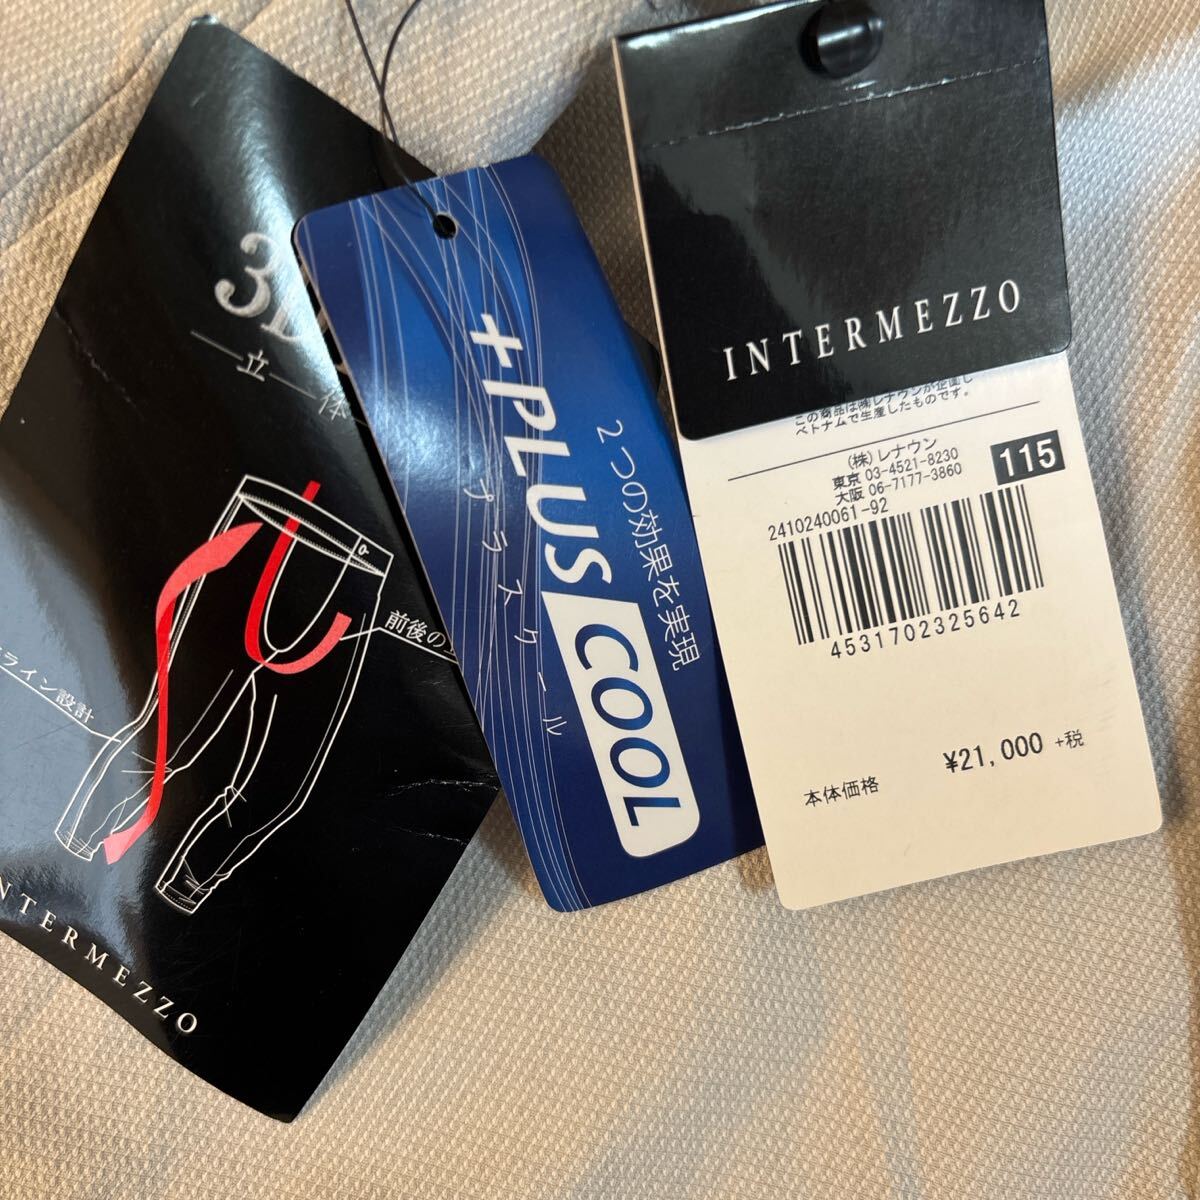 立
前後の
ライン設計
INTERMEZZO
+PLUS COOL
プラスクール
2つの効果を実現
INTERMEZZO
この商品は㈱レナウンが企画し
ベトナムで生産したものです。
(株)レナウン
東京 03-4521-8230
大阪 06-7177-3860
115
2410240061-92
4531702325642
¥21,000 +税
本体価格